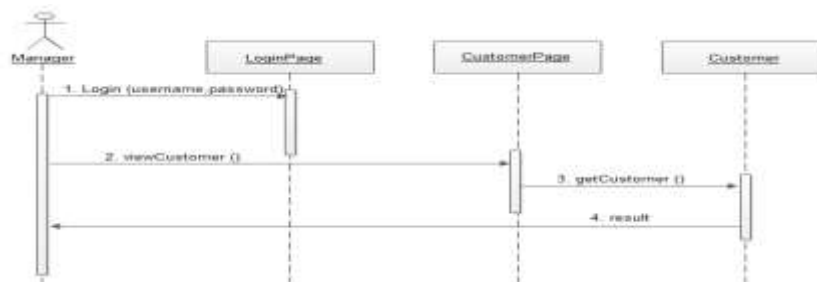 Manager
LoginPage
CustomerPage
Customer
1. Login (username,password)
2. viewCustomer ()
3. getCustomer ()
4. result